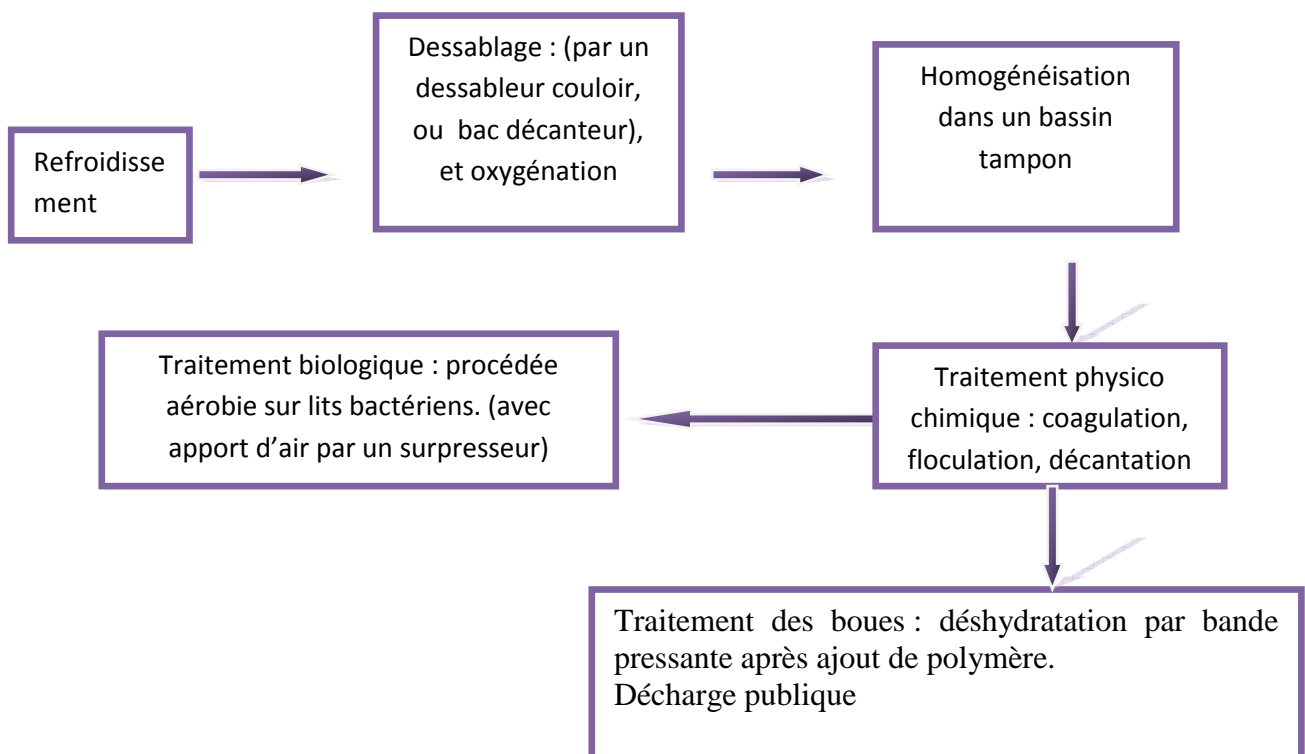 Refroidisse
ment
Dessablage : (par un
dessableur couloir,
ou bac décanteur),
et oxygénation
Homogénéisation
dans un bassin
tampon
Traitement physico
chimique : coagulation,
floculation, décantation
Traitement biologique : procédée
aérobie sur lits bactériens. (avec
apport d’air par un surpresseur)
Traitement des boues : déshydratation par bande
pressante après ajout de polymère.
Décharge publique